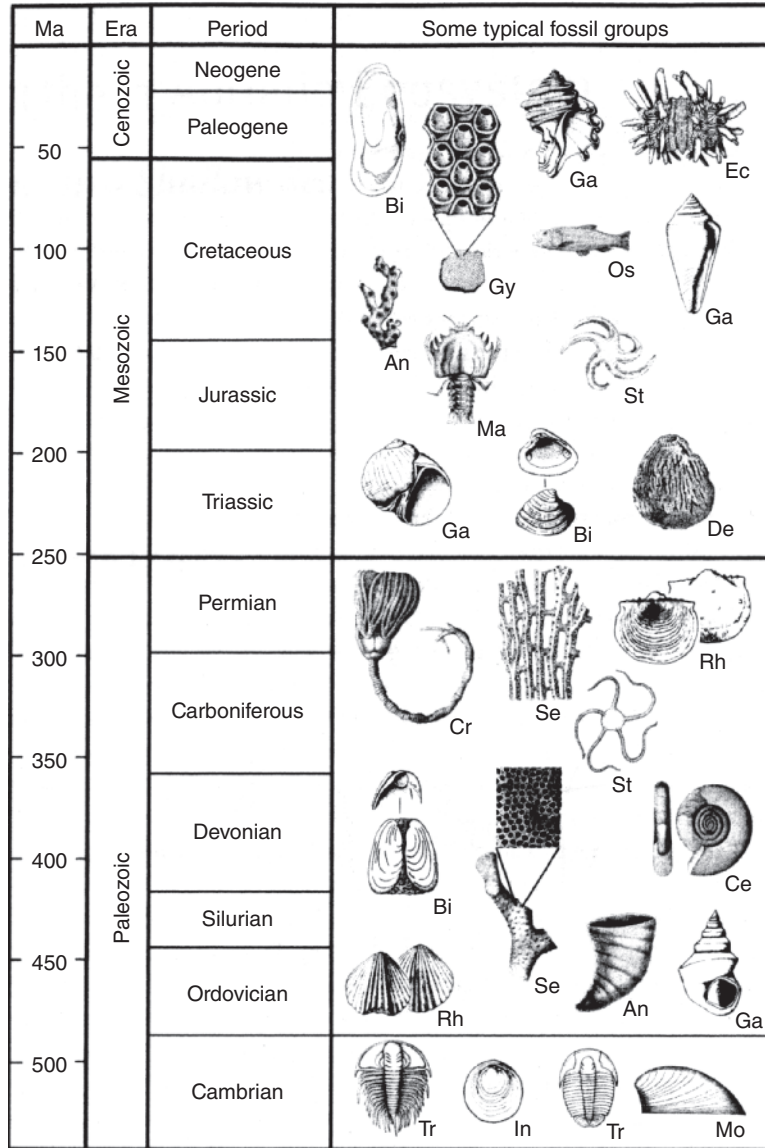 Ma Era Period Some typical fossil groups
Cenozoic
Neogene
Paleogene
50
Bi
Ga
Ec
Mesozoic
Cretaceous
100
Gy
Os
Ga
An
150
St
Jurassic
Ma
200
Triassic
Ga
Bi
De
250
Paleozoic
Permian
Rh
300
Cr
Se
Carboniferous
St
350
Devonian
400
Ce
Bi
Silurian
450
Se
An
Ordovician
Rh
Ga
500
Cambrian
Tr
In
Tr
Mo